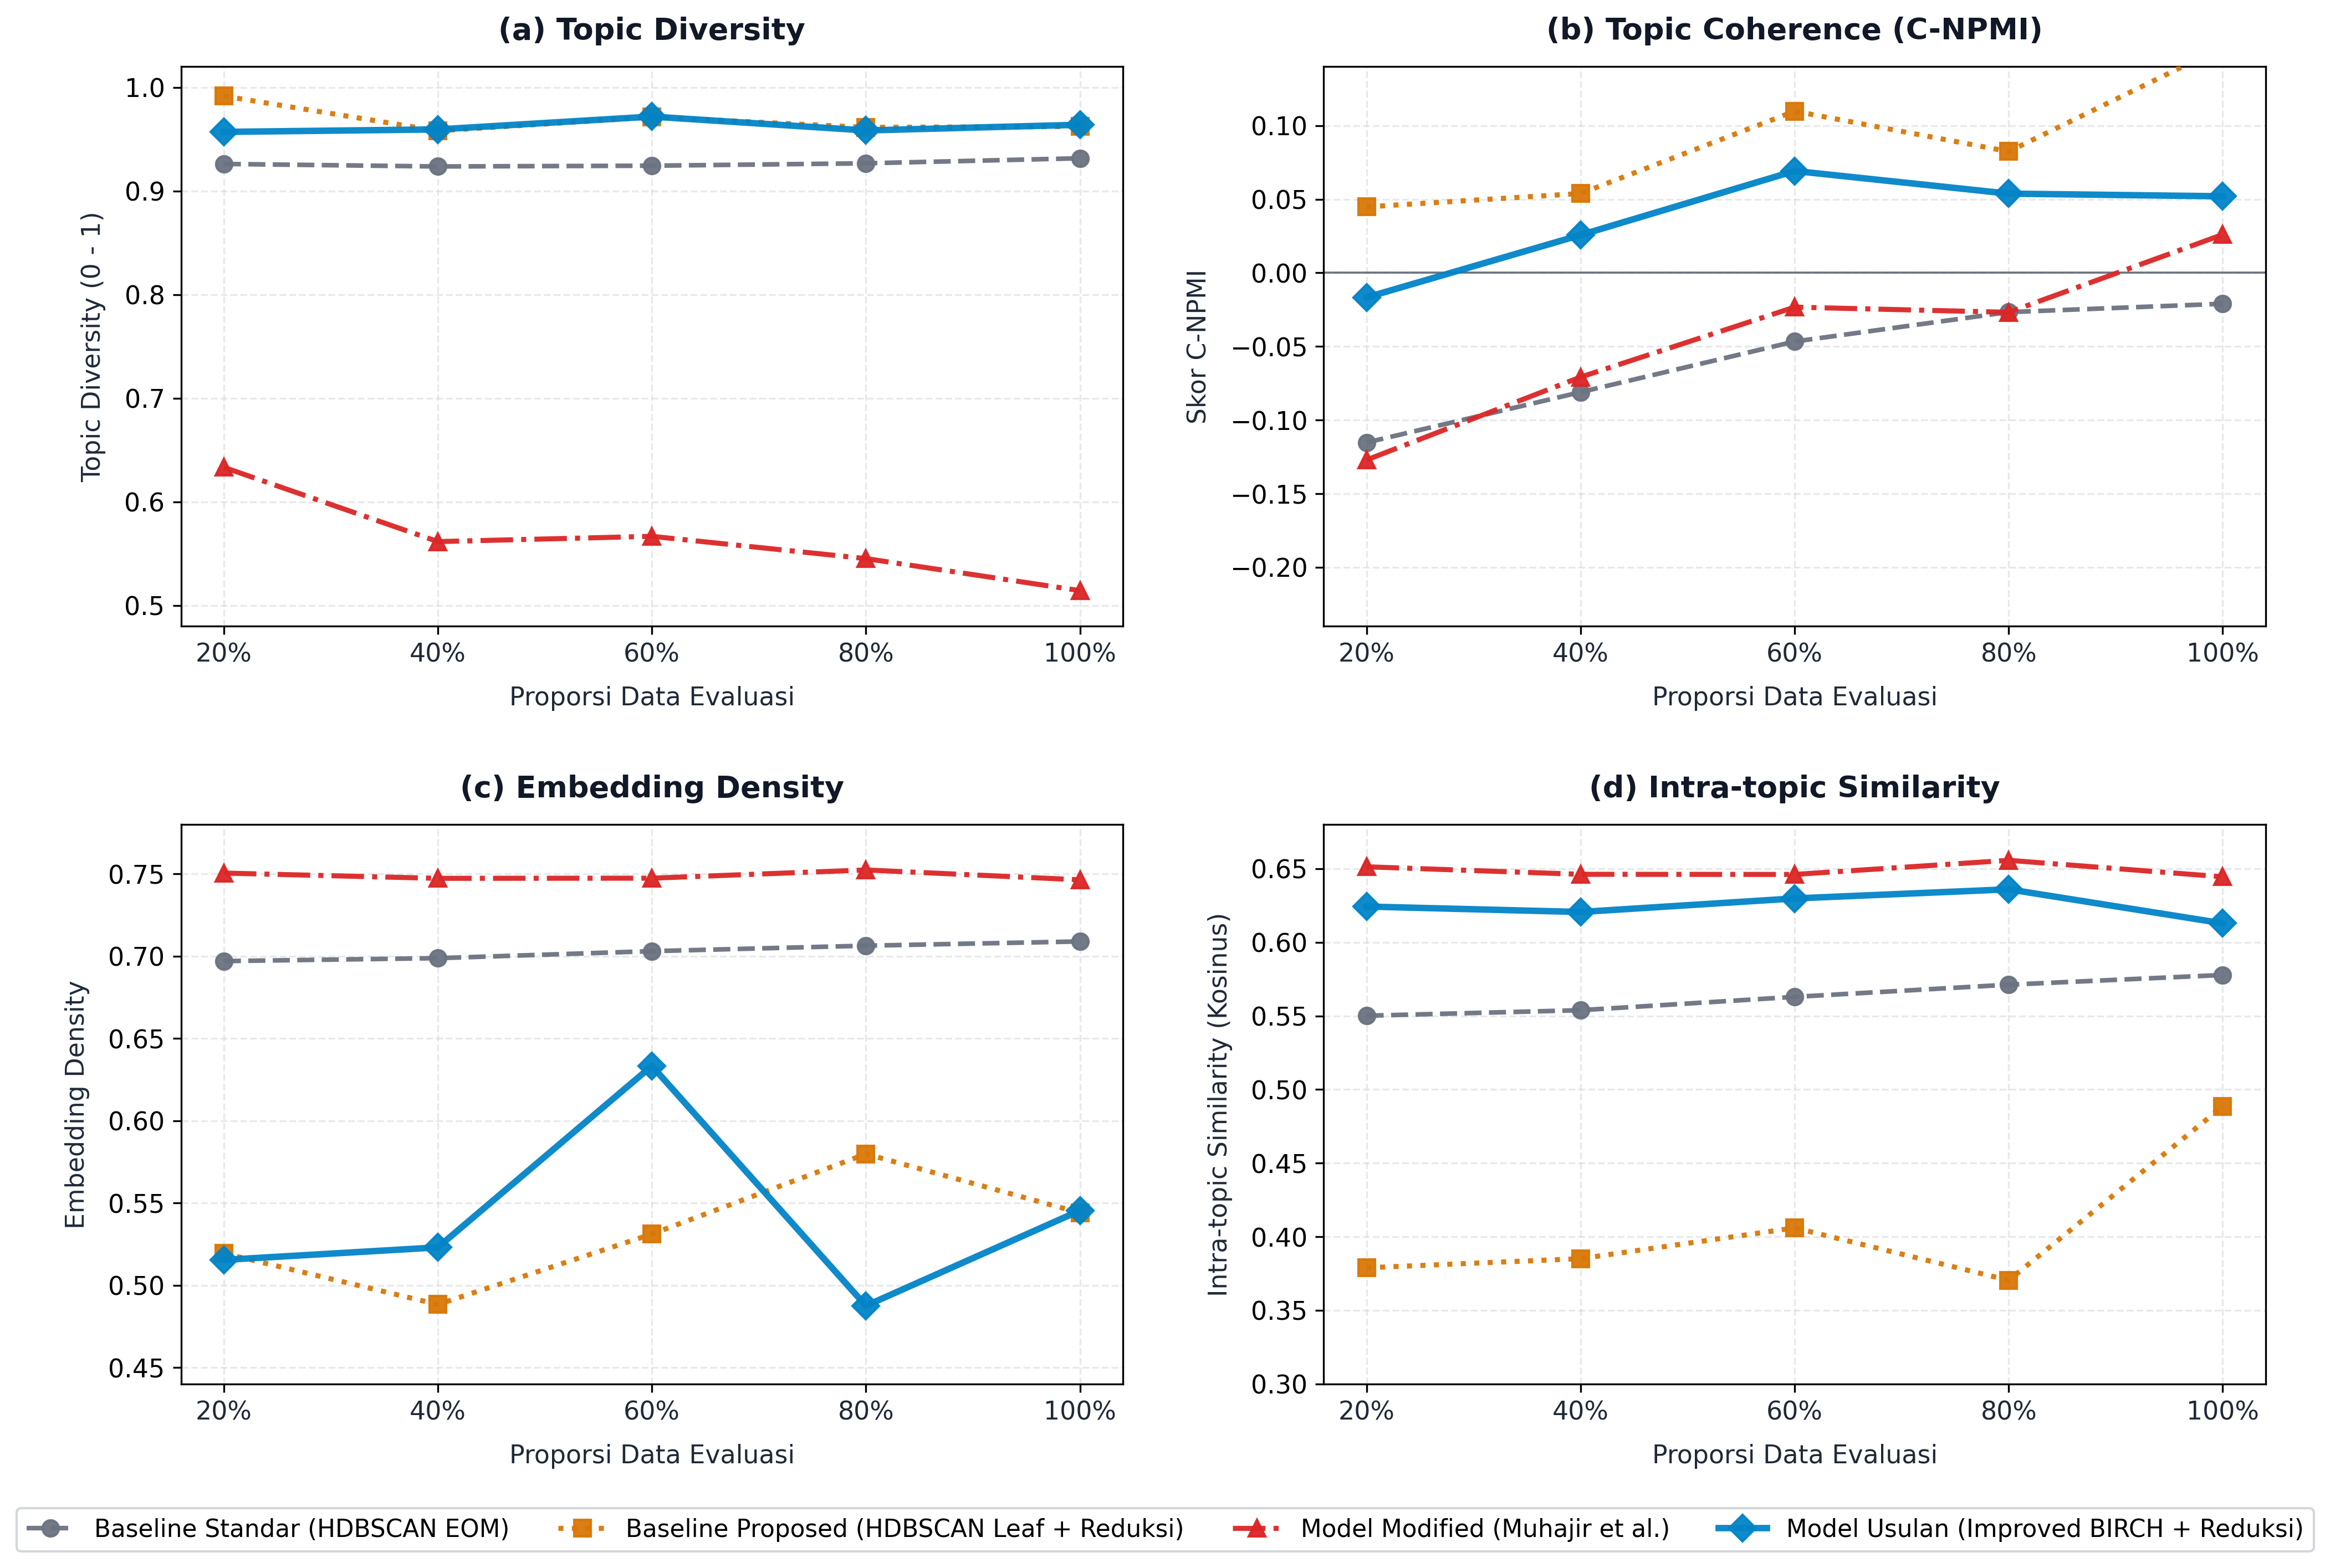 (a) Topic Diversity
Topic Diversity (0 - 1)
1.0
0.9
0.8
0.7
0.6
0.5
20% 40% 60% 80% 100%
Proporsi Data Evaluasi
(b) Topic Coherence (C-NPMI)
Skor C-NPMI
0.10
0.05
0.00
−0.05
−0.10
−0.15
−0.20
20% 40% 60% 80% 100%
Proporsi Data Evaluasi
(c) Embedding Density
Embedding Density
0.75
0.70
0.65
0.60
0.55
0.50
0.45
20% 40% 60% 80% 100%
Proporsi Data Evaluasi
(d) Intra-topic Similarity
Intra-topic Similarity (Kosinus)
0.65
0.60
0.55
0.50
0.45
0.40
0.35
0.30
20% 40% 60% 80% 100%
Proporsi Data Evaluasi
Baseline Standar (HDBSCAN EOM) Baseline Proposed (HDBSCAN Leaf + Reduksi) Model Modified (Muhajir et al.) Model Usulan (Improved BIRCH + Reduksi)